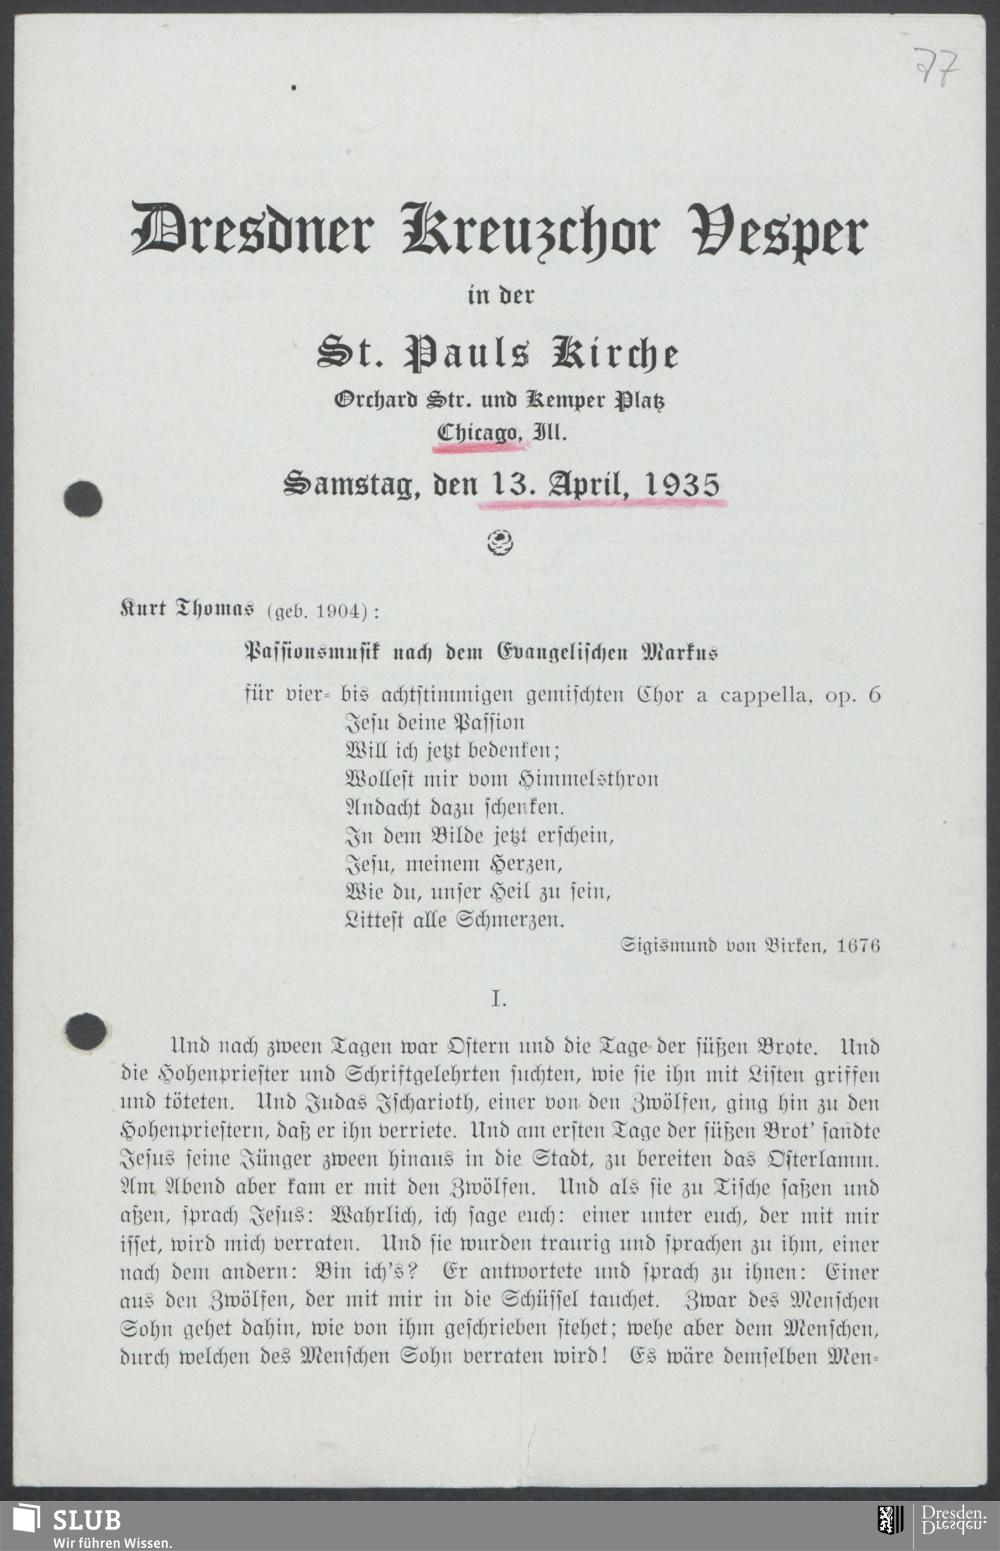 77
Dresdner Kreuzchor Vesper
in der
St. Pauls Kirche
Orchard Str. und Kemper Platz
Chicago, Ill.
Samstag, den 13. April, 1935
Kurt Thomas (geb. 1904):
Passionsmusik nach dem Evangelischen Markus
für vier- bis achtstimmigen gemischten Chor a cappella, op. 6
Jesu deine Passion
Will ich jetzt bedenken;
Wollest mir vom Himmelsthron
Andacht dazu schenken.
In dem Bilde jetzt erschein,
Jesu, meinem Herzen,
Wie du, unser Heil zu sein,
Littest alle Schmerzen.
Sigismund von Birken, 1676
I.
Und nach zween Tagen war Ostern und die Tage der süßen Brote. Und
die Hohenpriester und Schriftgelehrten suchten, wie sie ihn mit Listen griffen
und töteten. Und Judas Ischarioth, einer von den Zwölfen, ging hin zu den
Hohenpriestern, daß er ihn verriete. Und am ersten Tage der süßen Brot' sandte
Jesus seine Jünger zween hinaus in die Stadt, zu bereiten das Osterlamm.
Am Abend aber kam er mit den Zwölfen. Und als sie zu Tische saßen und
aßen, sprach Jesus: Wahrlich, ich sage euch: einer unter euch, der mit mir
isset, wird mich verraten. Und sie wurden traurig und sprachen zu ihm, einer
nach dem andern: Bin ich's? Er antwortete und sprach zu ihnen: Einer
aus den Zwölfen, der mit mir in die Schüssel tauchet. Zwar des Menschen
Sohn gehet dahin, wie von ihm geschrieben stehet; wehe aber dem Menschen,
durch welchen des Menschen Sohn verraten wird! Es wäre demselben Men-
SLUB
Wir führen Wissen.
Dresden.
Dresden.